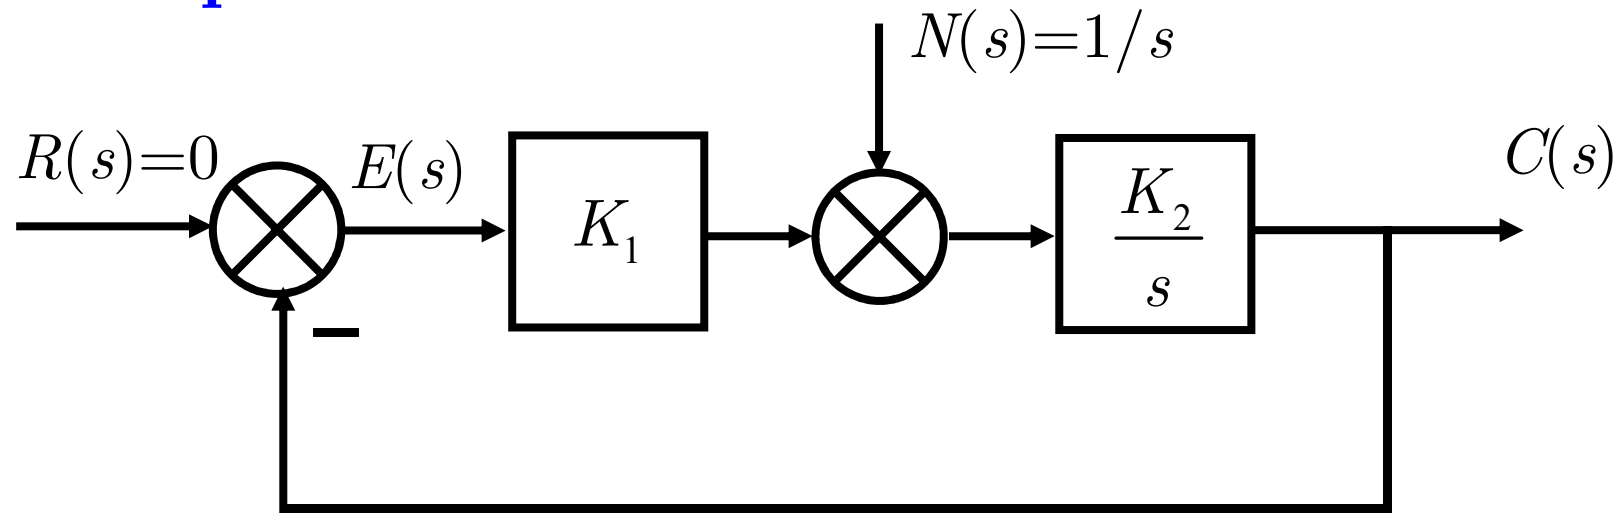 N(s)=1/s
R(s)=0
E(s)
C(s)
K₁
K₂
s
−